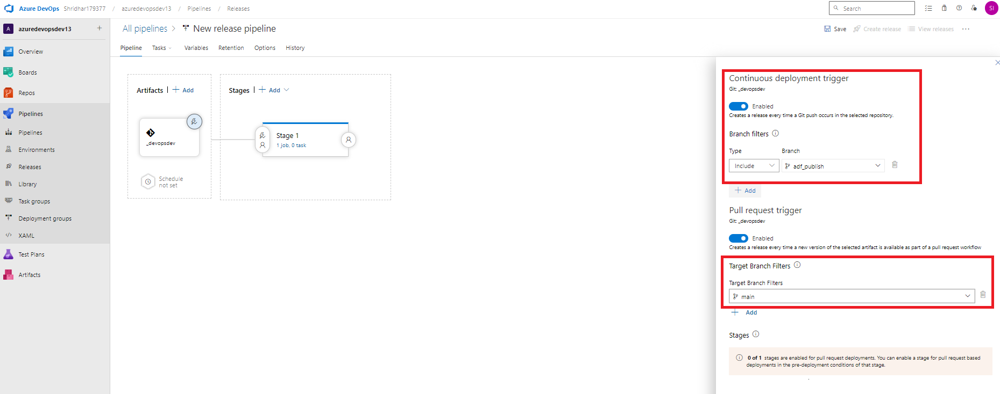 Azure DevOps Shridhar179377 / azuredevopsdev13 / Pipelines / Releases
Search
SI
A azuredevopsdev13 +
Overview
Boards
Repos
Pipelines
Pipelines
Environments
Releases
Library
Task groups
Deployment groups
XAML
Test Plans
Artifacts
All pipelines > New release pipeline
Save Create release View releases ...
Pipeline Tasks Variables Retention Options History
Artifacts | + Add
_devopsdev
Schedule
not set
Stages | + Add
Stage 1
1 job, 0 task
Continuous deployment trigger
Git: _devopsdev
Enabled
Creates a release every time a Git push occurs in the selected repository.
Branch filters
Type Branch
Include adf_publish
+ Add
Pull request trigger
Git: _devopsdev
Enabled
Creates a release every time a new version of the selected artifact is available as part of a pull request workflow
Target Branch Filters
Target Branch Filters
main
+ Add
Stages
0 of 1 stages are enabled for pull request deployments. You can enable a stage for pull request based
deployments in the pre-deployment conditions of that stage.